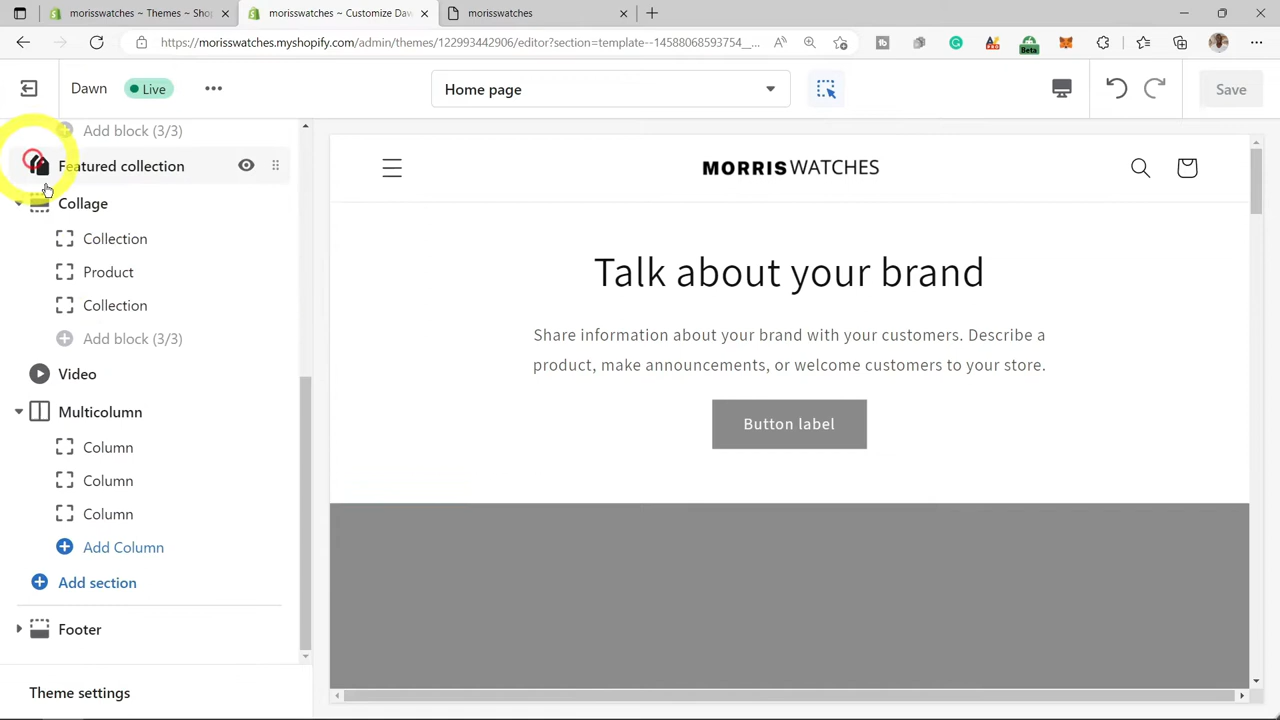 morisswatches ~ Themes ~ Shop
morisswatches ~ Customize Daw
morisswatches
https://morisswatches.myshopify.com/admin/themes/122993442906/editor?section=template--14588068593754__...
Beta
Dawn
Live
Home page
Save
Add block (3/3)
Featured collection
Collage
Collection
Product
Collection
Add block (3/3)
Video
Multicolumn
Column
Column
Column
Add Column
Add section
Footer
Theme settings
MORRISWATCHES
Talk about your brand
Share information about your brand with your customers. Describe a
product, make announcements, or welcome customers to your store.
Button label